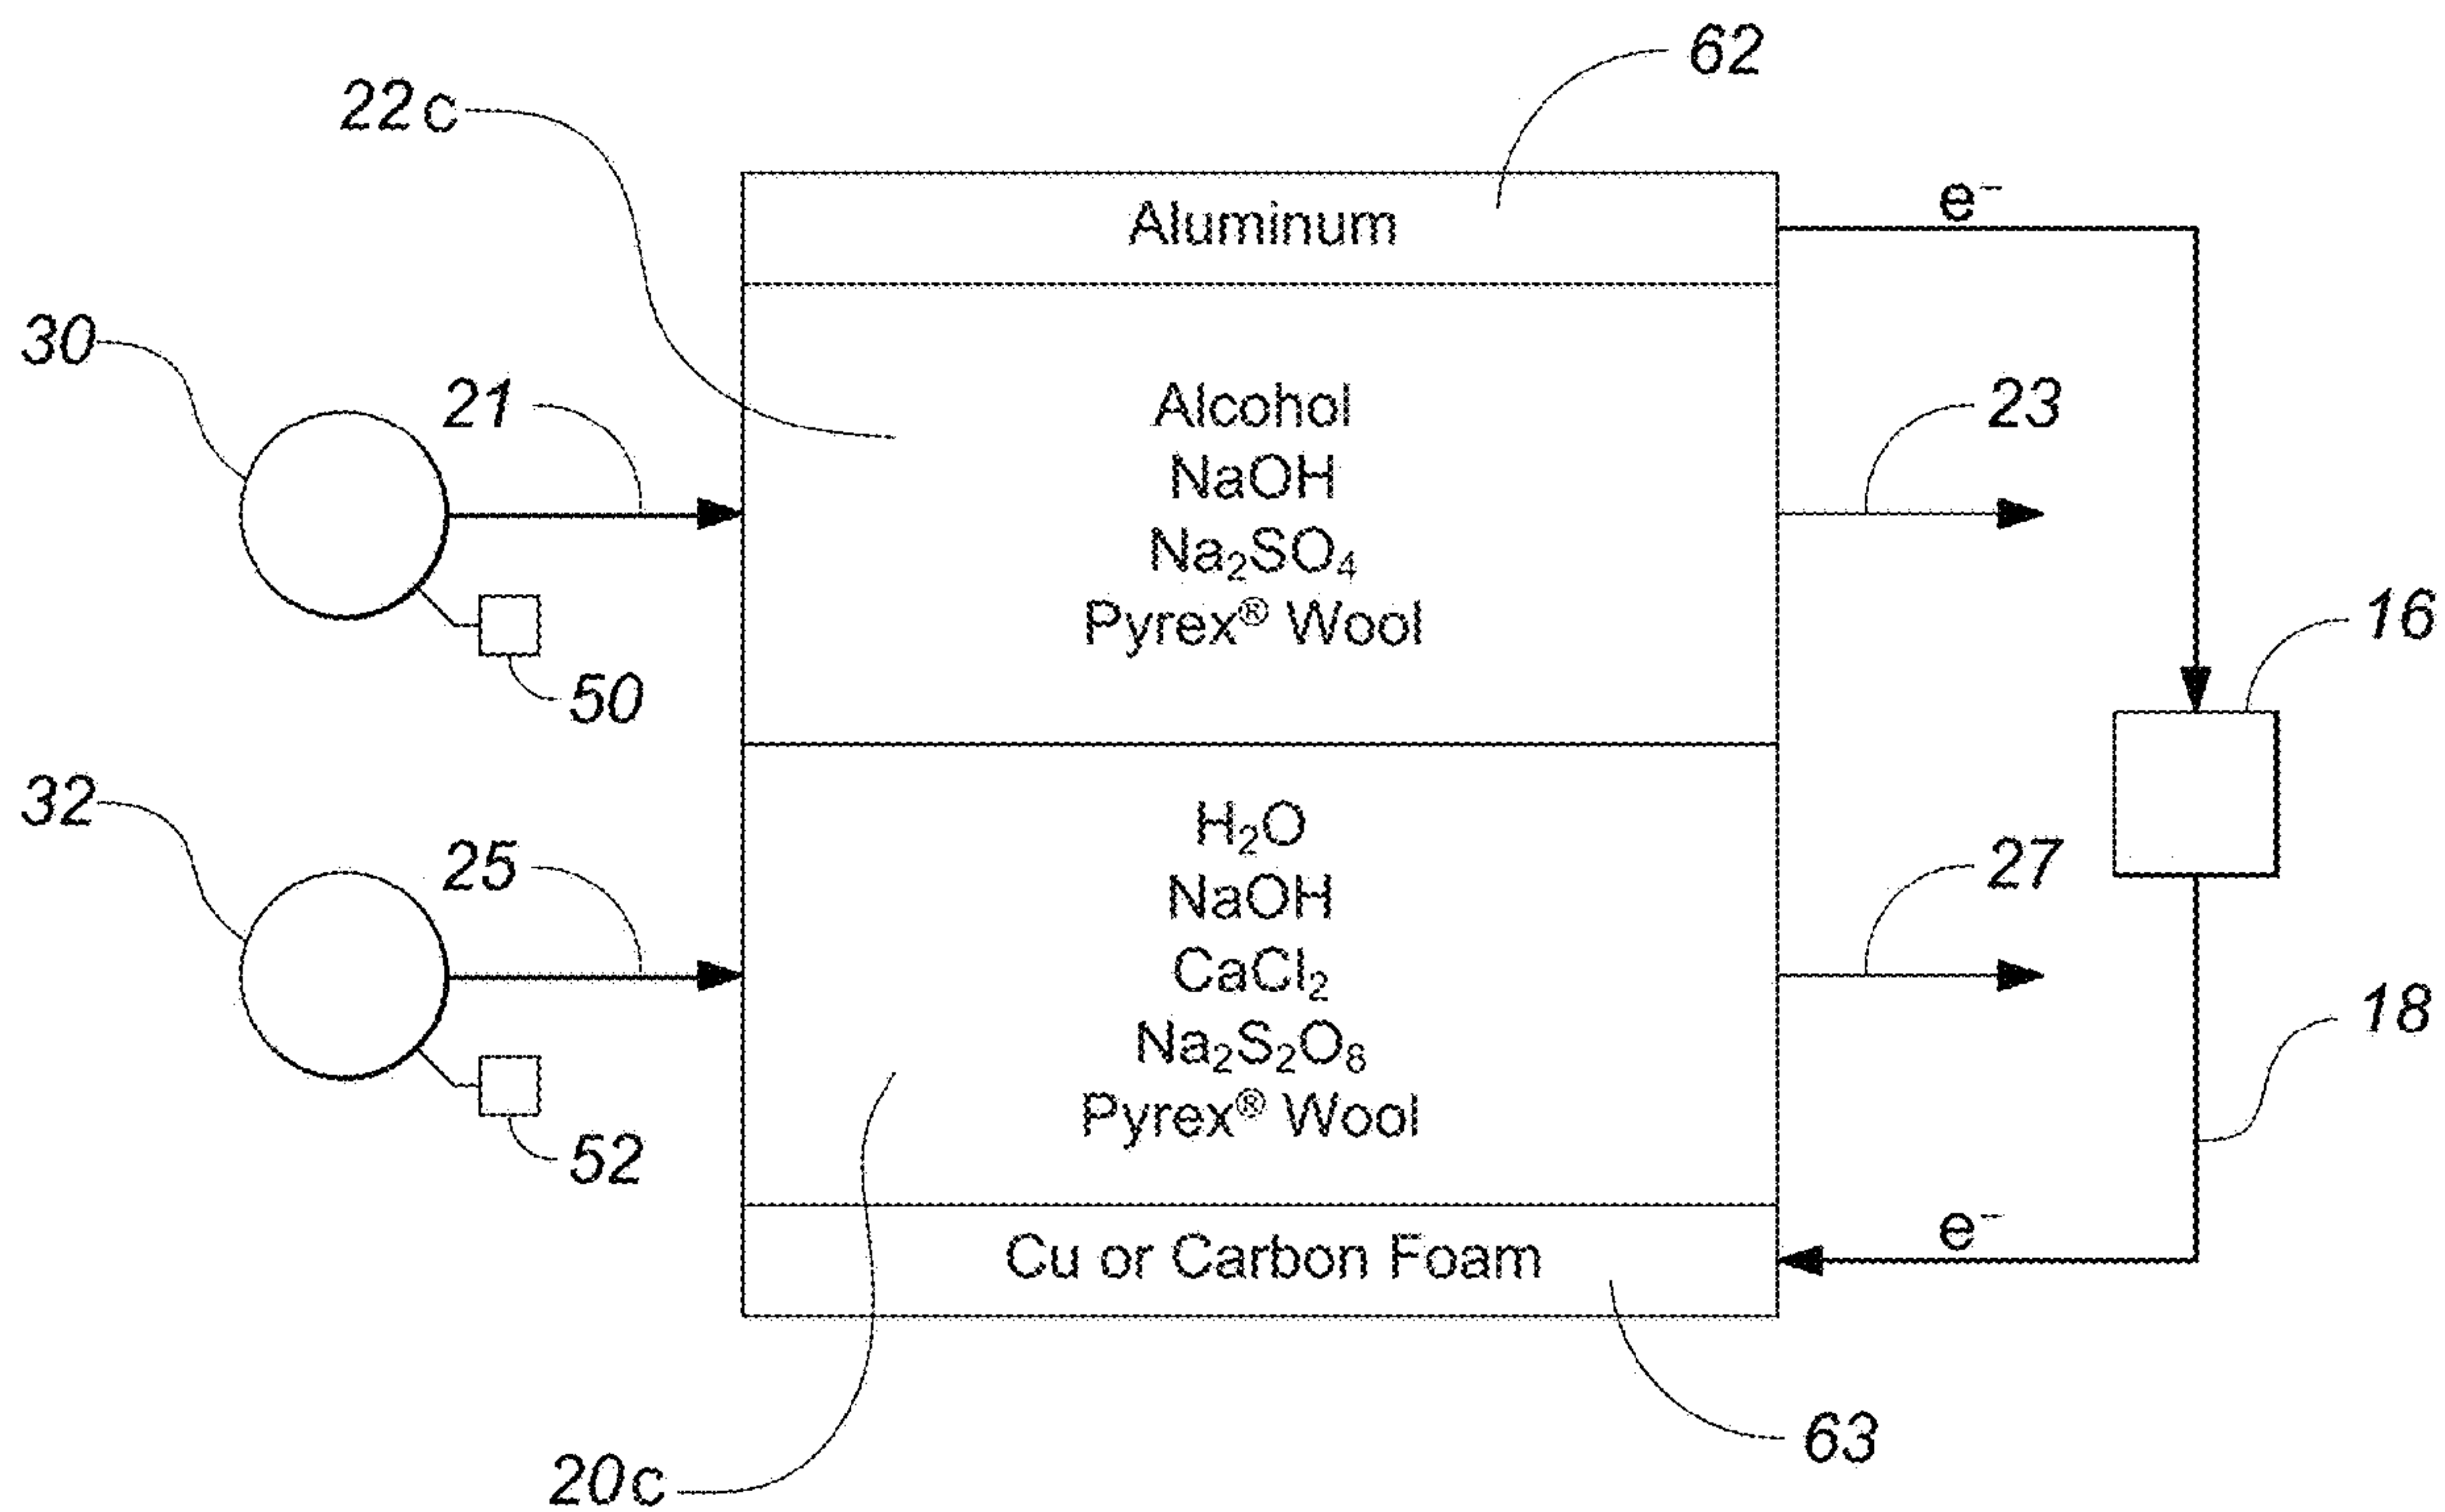 62
22c
Aluminum
e⁻
30
21
Alcohol
NaOH
Na₂SO₄
Pyrex® Wool
23
16
50
32
25
H₂O
NaOH
CaCl₂
Na₂S₂O₈
Pyrex® Wool
27
18
52
Cu or Carbon Foam
e⁻
63
20c